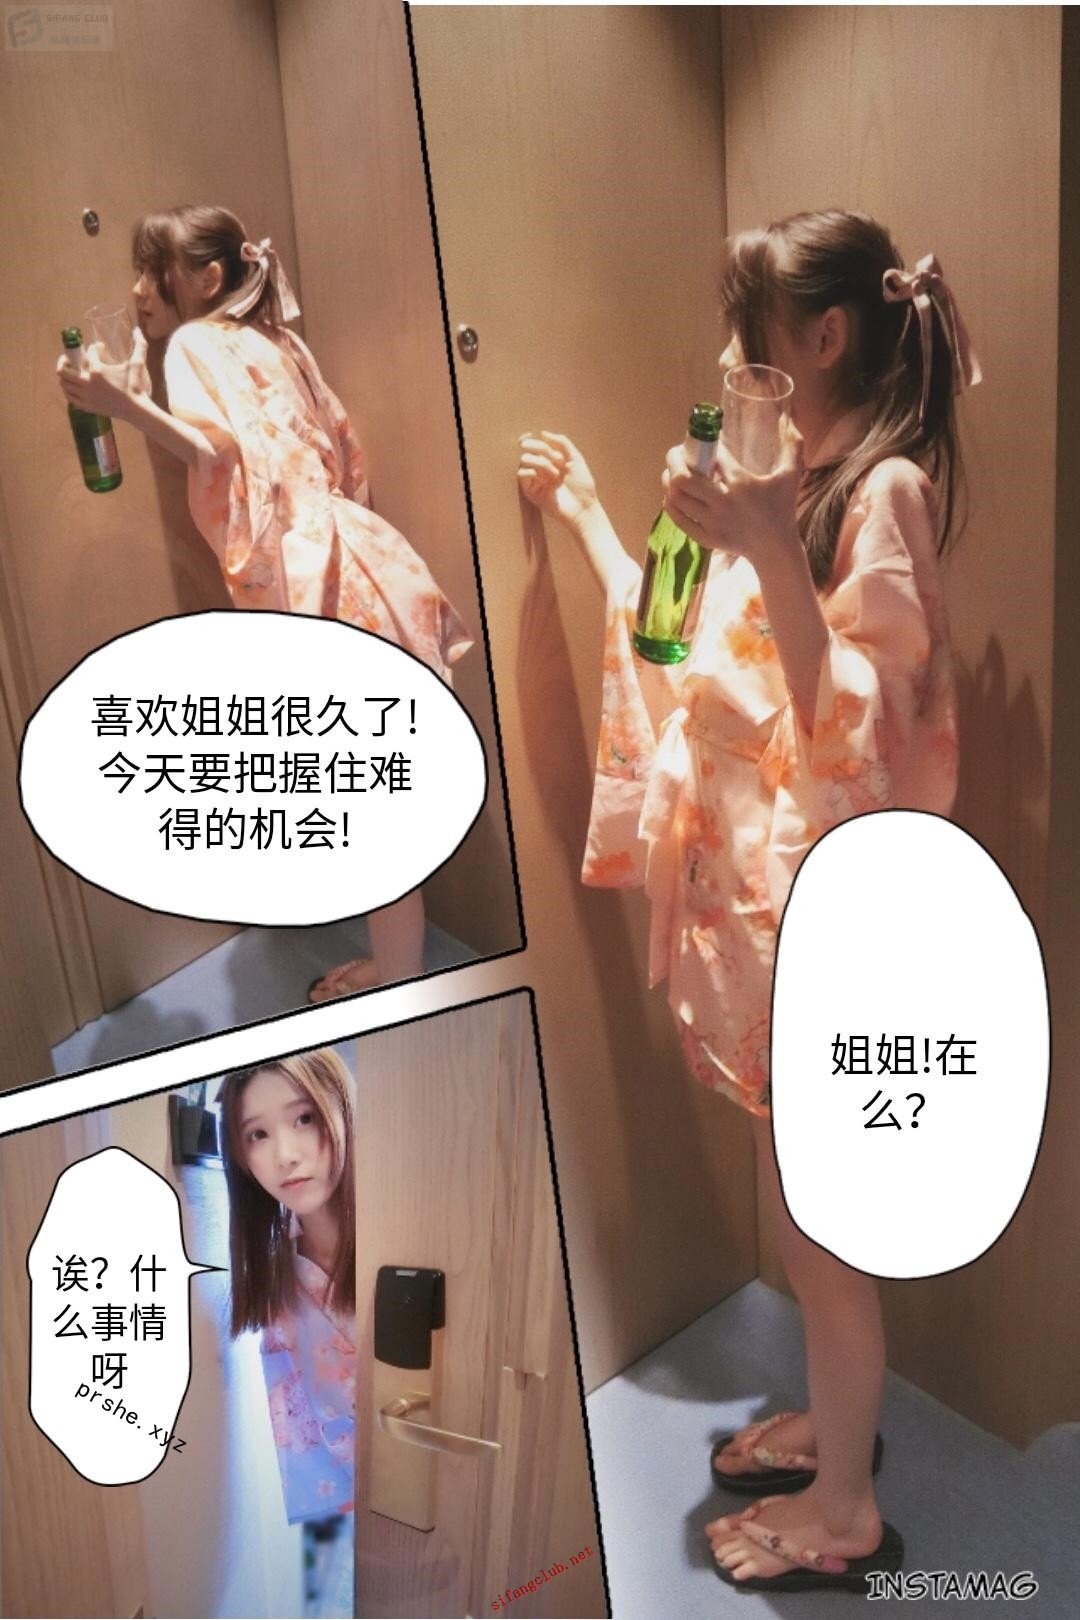 SIFANG CLUB
喜欢姐姐很久了!
今天要把握住难
得的机会!
姐姐!在
么?
诶?什
么事情
呀
prshe.xyz
sifangclub.net
INSTAMAG